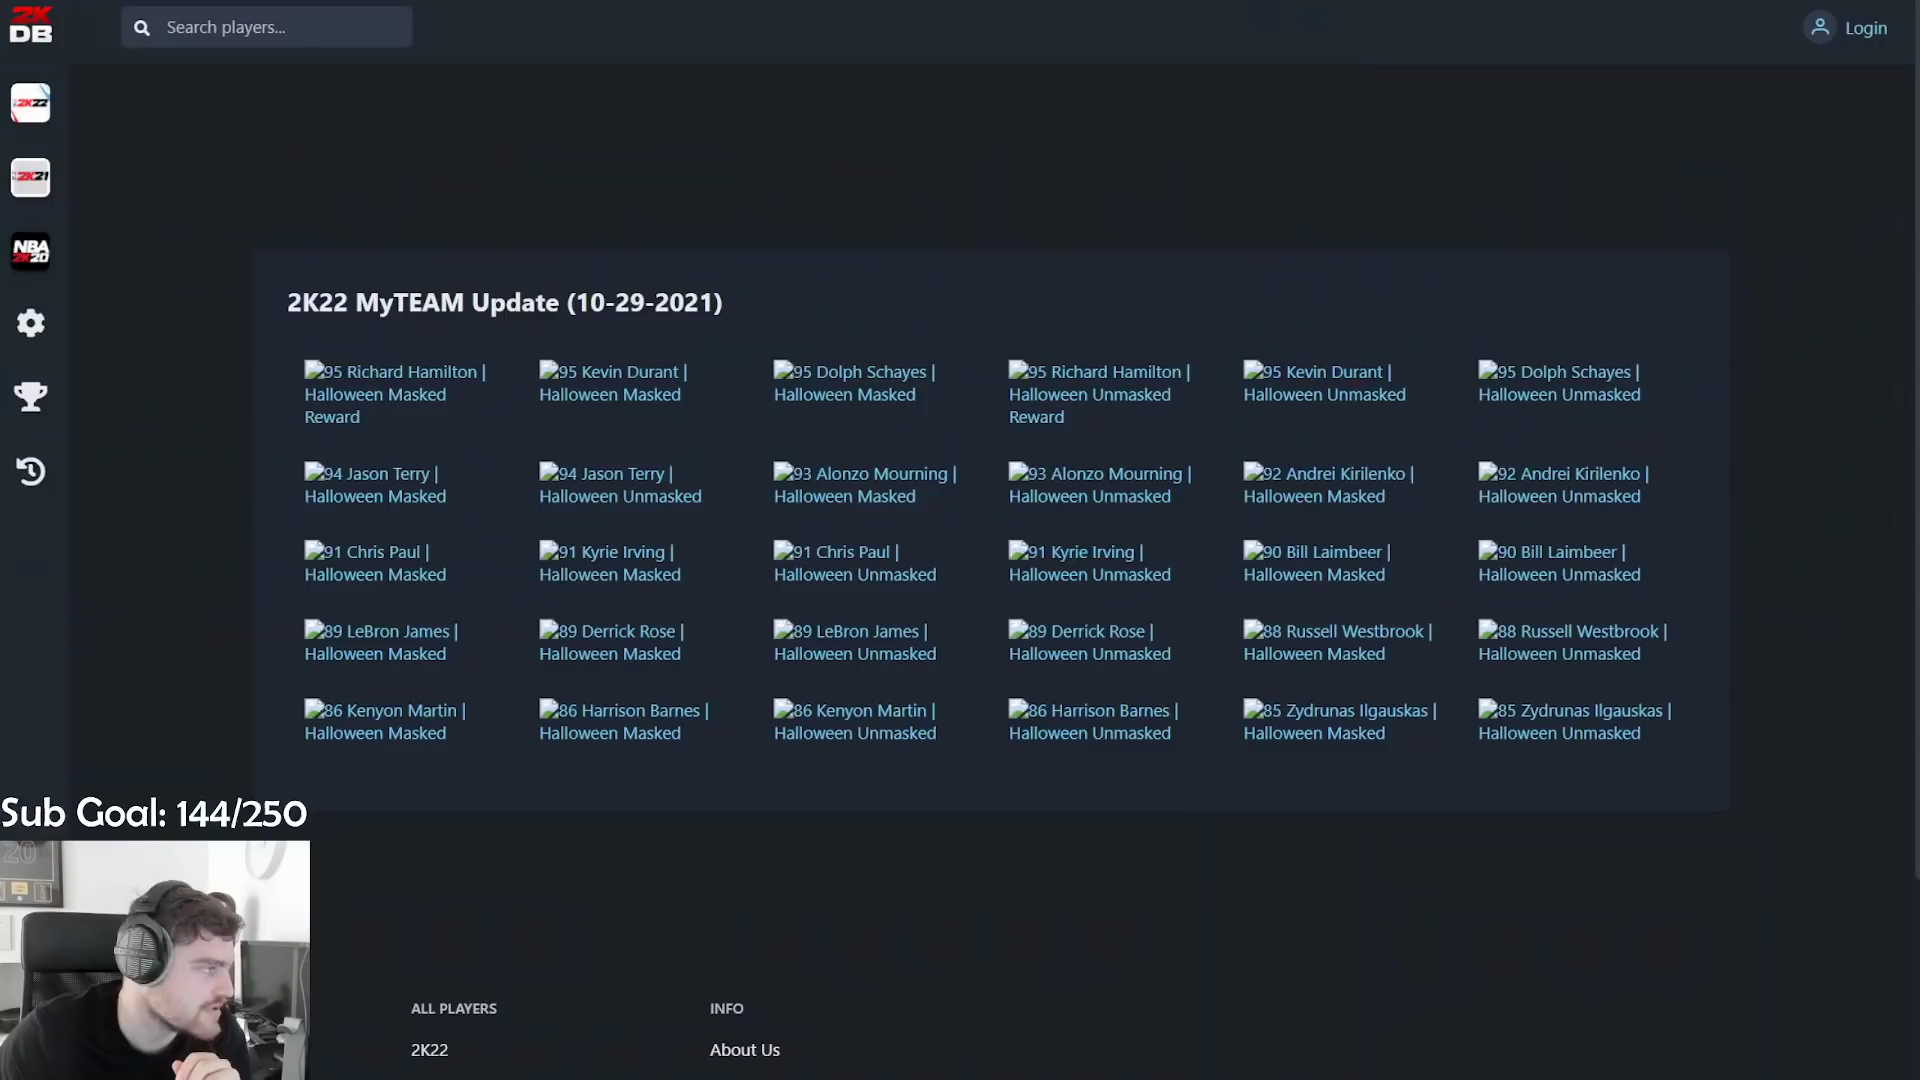 2K
DB
Search players...
Login
2K22
2K21
NBA
2K20
2K22 MyTEAM Update (10-29-2021)
95 Richard Hamilton |
Halloween Masked
Reward
95 Kevin Durant |
Halloween Masked
95 Dolph Schayes |
Halloween Masked
95 Richard Hamilton |
Halloween Unmasked
Reward
95 Kevin Durant |
Halloween Unmasked
95 Dolph Schayes |
Halloween Unmasked
94 Jason Terry |
Halloween Masked
94 Jason Terry |
Halloween Unmasked
93 Alonzo Mourning |
Halloween Masked
93 Alonzo Mourning |
Halloween Unmasked
92 Andrei Kirilenko |
Halloween Masked
92 Andrei Kirilenko |
Halloween Unmasked
91 Chris Paul |
Halloween Masked
91 Kyrie Irving |
Halloween Masked
91 Chris Paul |
Halloween Unmasked
91 Kyrie Irving |
Halloween Unmasked
90 Bill Laimbeer |
Halloween Masked
90 Bill Laimbeer |
Halloween Unmasked
89 LeBron James |
Halloween Masked
89 Derrick Rose |
Halloween Masked
89 LeBron James |
Halloween Unmasked
89 Derrick Rose |
Halloween Unmasked
88 Russell Westbrook |
Halloween Masked
88 Russell Westbrook |
Halloween Unmasked
86 Kenyon Martin |
Halloween Masked
86 Harrison Barnes |
Halloween Masked
86 Kenyon Martin |
Halloween Unmasked
86 Harrison Barnes |
Halloween Unmasked
85 Zydrunas Ilgauskas |
Halloween Masked
85 Zydrunas Ilgauskas |
Halloween Unmasked
Sub Goal: 144/250
20
ALL PLAYERS
2K22
INFO
About Us